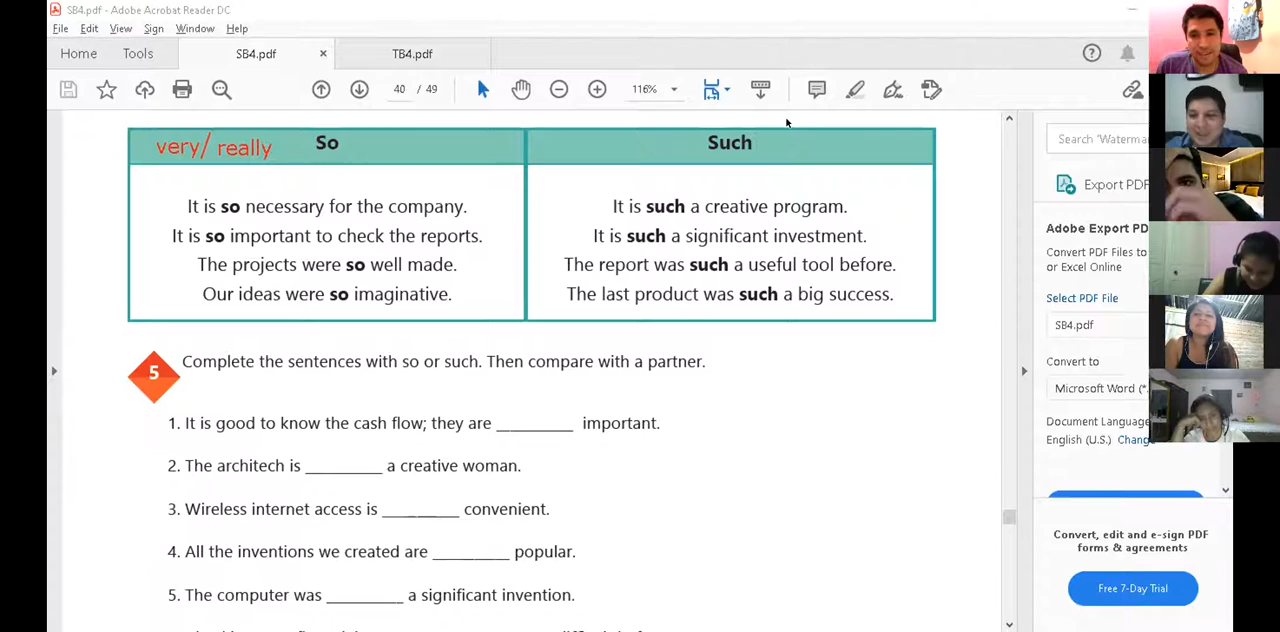 SB4.pdf - Adobe Acrobat Reader DC
File Edit View Sign Window Help
Home Tools SB4.pdf × TB4.pdf
40 / 49 116%
very/ really So Such
It is so necessary for the company. It is such a creative program.
It is so important to check the reports. It is such a significant investment.
The projects were so well made. The report was such a useful tool before.
Our ideas were so imaginative. The last product was such a big success.
5 Complete the sentences with so or such. Then compare with a partner.
1. It is good to know the cash flow; they are ________ important.
2. The architech is ________ a creative woman.
3. Wireless internet access is ________ convenient.
4. All the inventions we created are ________ popular.
5. The computer was ________ a significant invention.
Search 'Waterma
Export PDF
Adobe Export PD
Convert PDF Files to
or Excel Online
Select PDF File
SB4.pdf
Convert to
Microsoft Word (*.
Document Language
English (U.S.) Change
Convert, edit and e-sign PDF
forms & agreements
Free 7-Day Trial